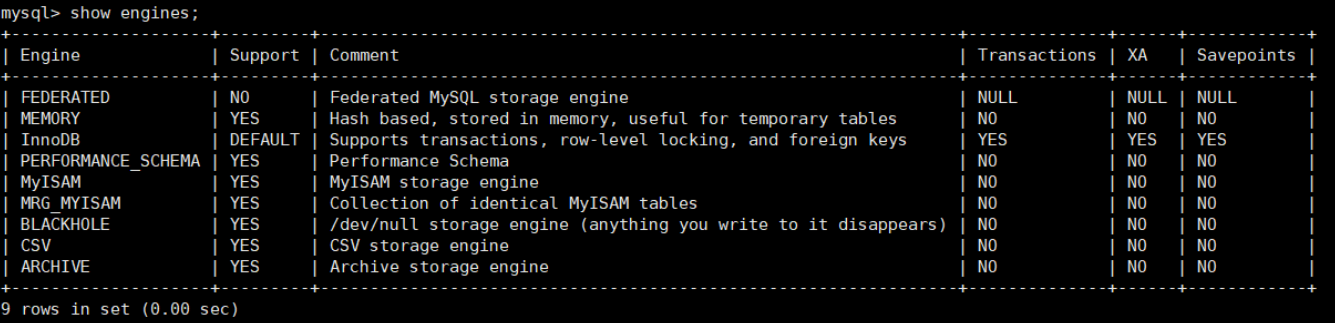 mysql> show engines;
+--------------------+---------+----------------------------------------------------------------+--------------+------+------------+
| Engine             | Support | Comment                                                        | Transactions | XA   | Savepoints |
+--------------------+---------+----------------------------------------------------------------+--------------+------+------------+
| FEDERATED          | NO      | Federated MySQL storage engine                                 | NULL         | NULL | NULL       |
| MEMORY             | YES     | Hash based, stored in memory, useful for temporary tables      | NO           | NO   | NO         |
| InnoDB             | DEFAULT | Supports transactions, row-level locking, and foreign keys     | YES          | YES  | YES        |
| PERFORMANCE_SCHEMA | YES     | Performance Schema                                             | NO           | NO   | NO         |
| MyISAM             | YES     | MyISAM storage engine                                          | NO           | NO   | NO         |
| MRG_MYISAM         | YES     | Collection of identical MyISAM tables                          | NO           | NO   | NO         |
| BLACKHOLE          | YES     | /dev/null storage engine (anything you write to it disappears) | NO           | NO   | NO         |
| CSV                | YES     | CSV storage engine                                             | NO           | NO   | NO         |
| ARCHIVE            | YES     | Archive storage engine                                         | NO           | NO   | NO         |
+--------------------+---------+----------------------------------------------------------------+--------------+------+------------+
9 rows in set (0.00 sec)